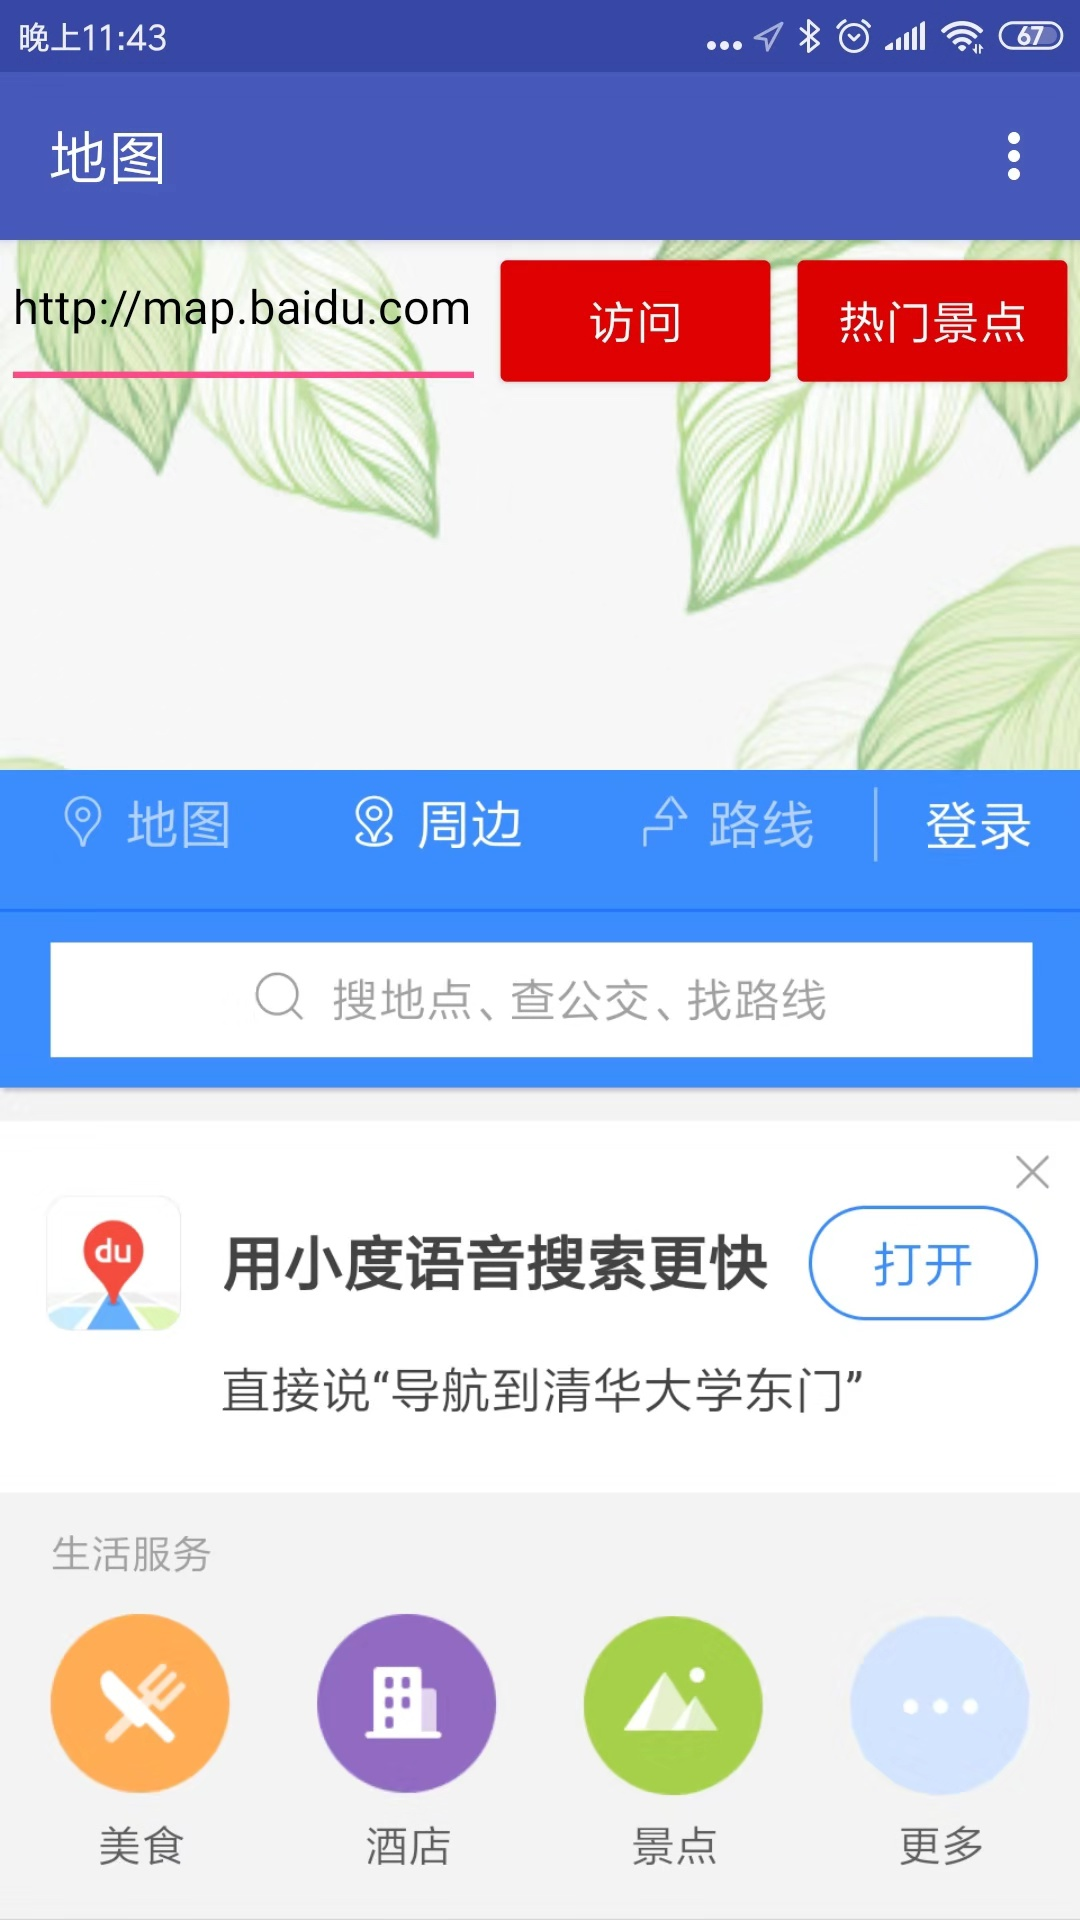 晚上11:43
67
地图
http://map.baidu.com 访问 热门景点
地图 周边 路线 登录
搜地点、查公交、找路线
du
用小度语音搜索更快 打开
直接说“导航到清华大学东门”
生活服务
美食 酒店 景点 更多